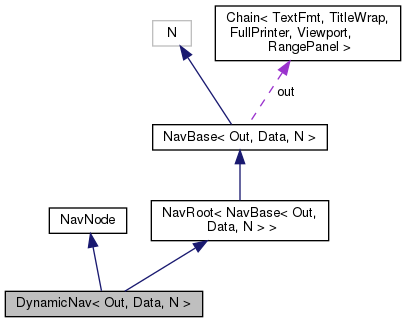 N
Chain< TextFmt, TitleWrap,
FullPrinter, Viewport,
RangePanel >
out
NavBase< Out, Data, N >
NavNode
NavRoot< NavBase< Out,
Data, N > >
DynamicNav< Out, Data, N >